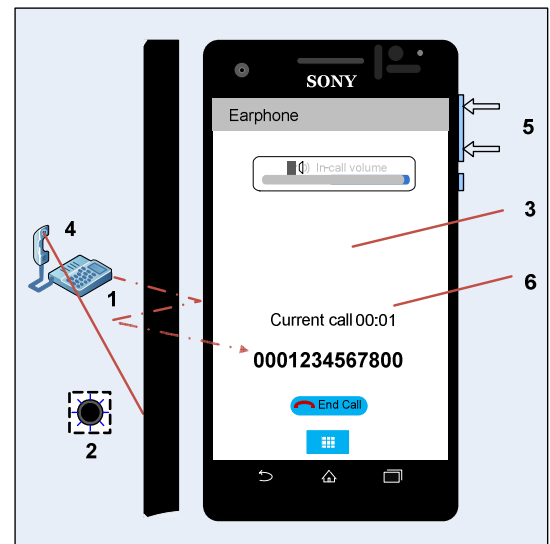 SONY
Earphone
5
In-call volume
3
4
6
1
Current call 00:01
0001234567800
End Call
2